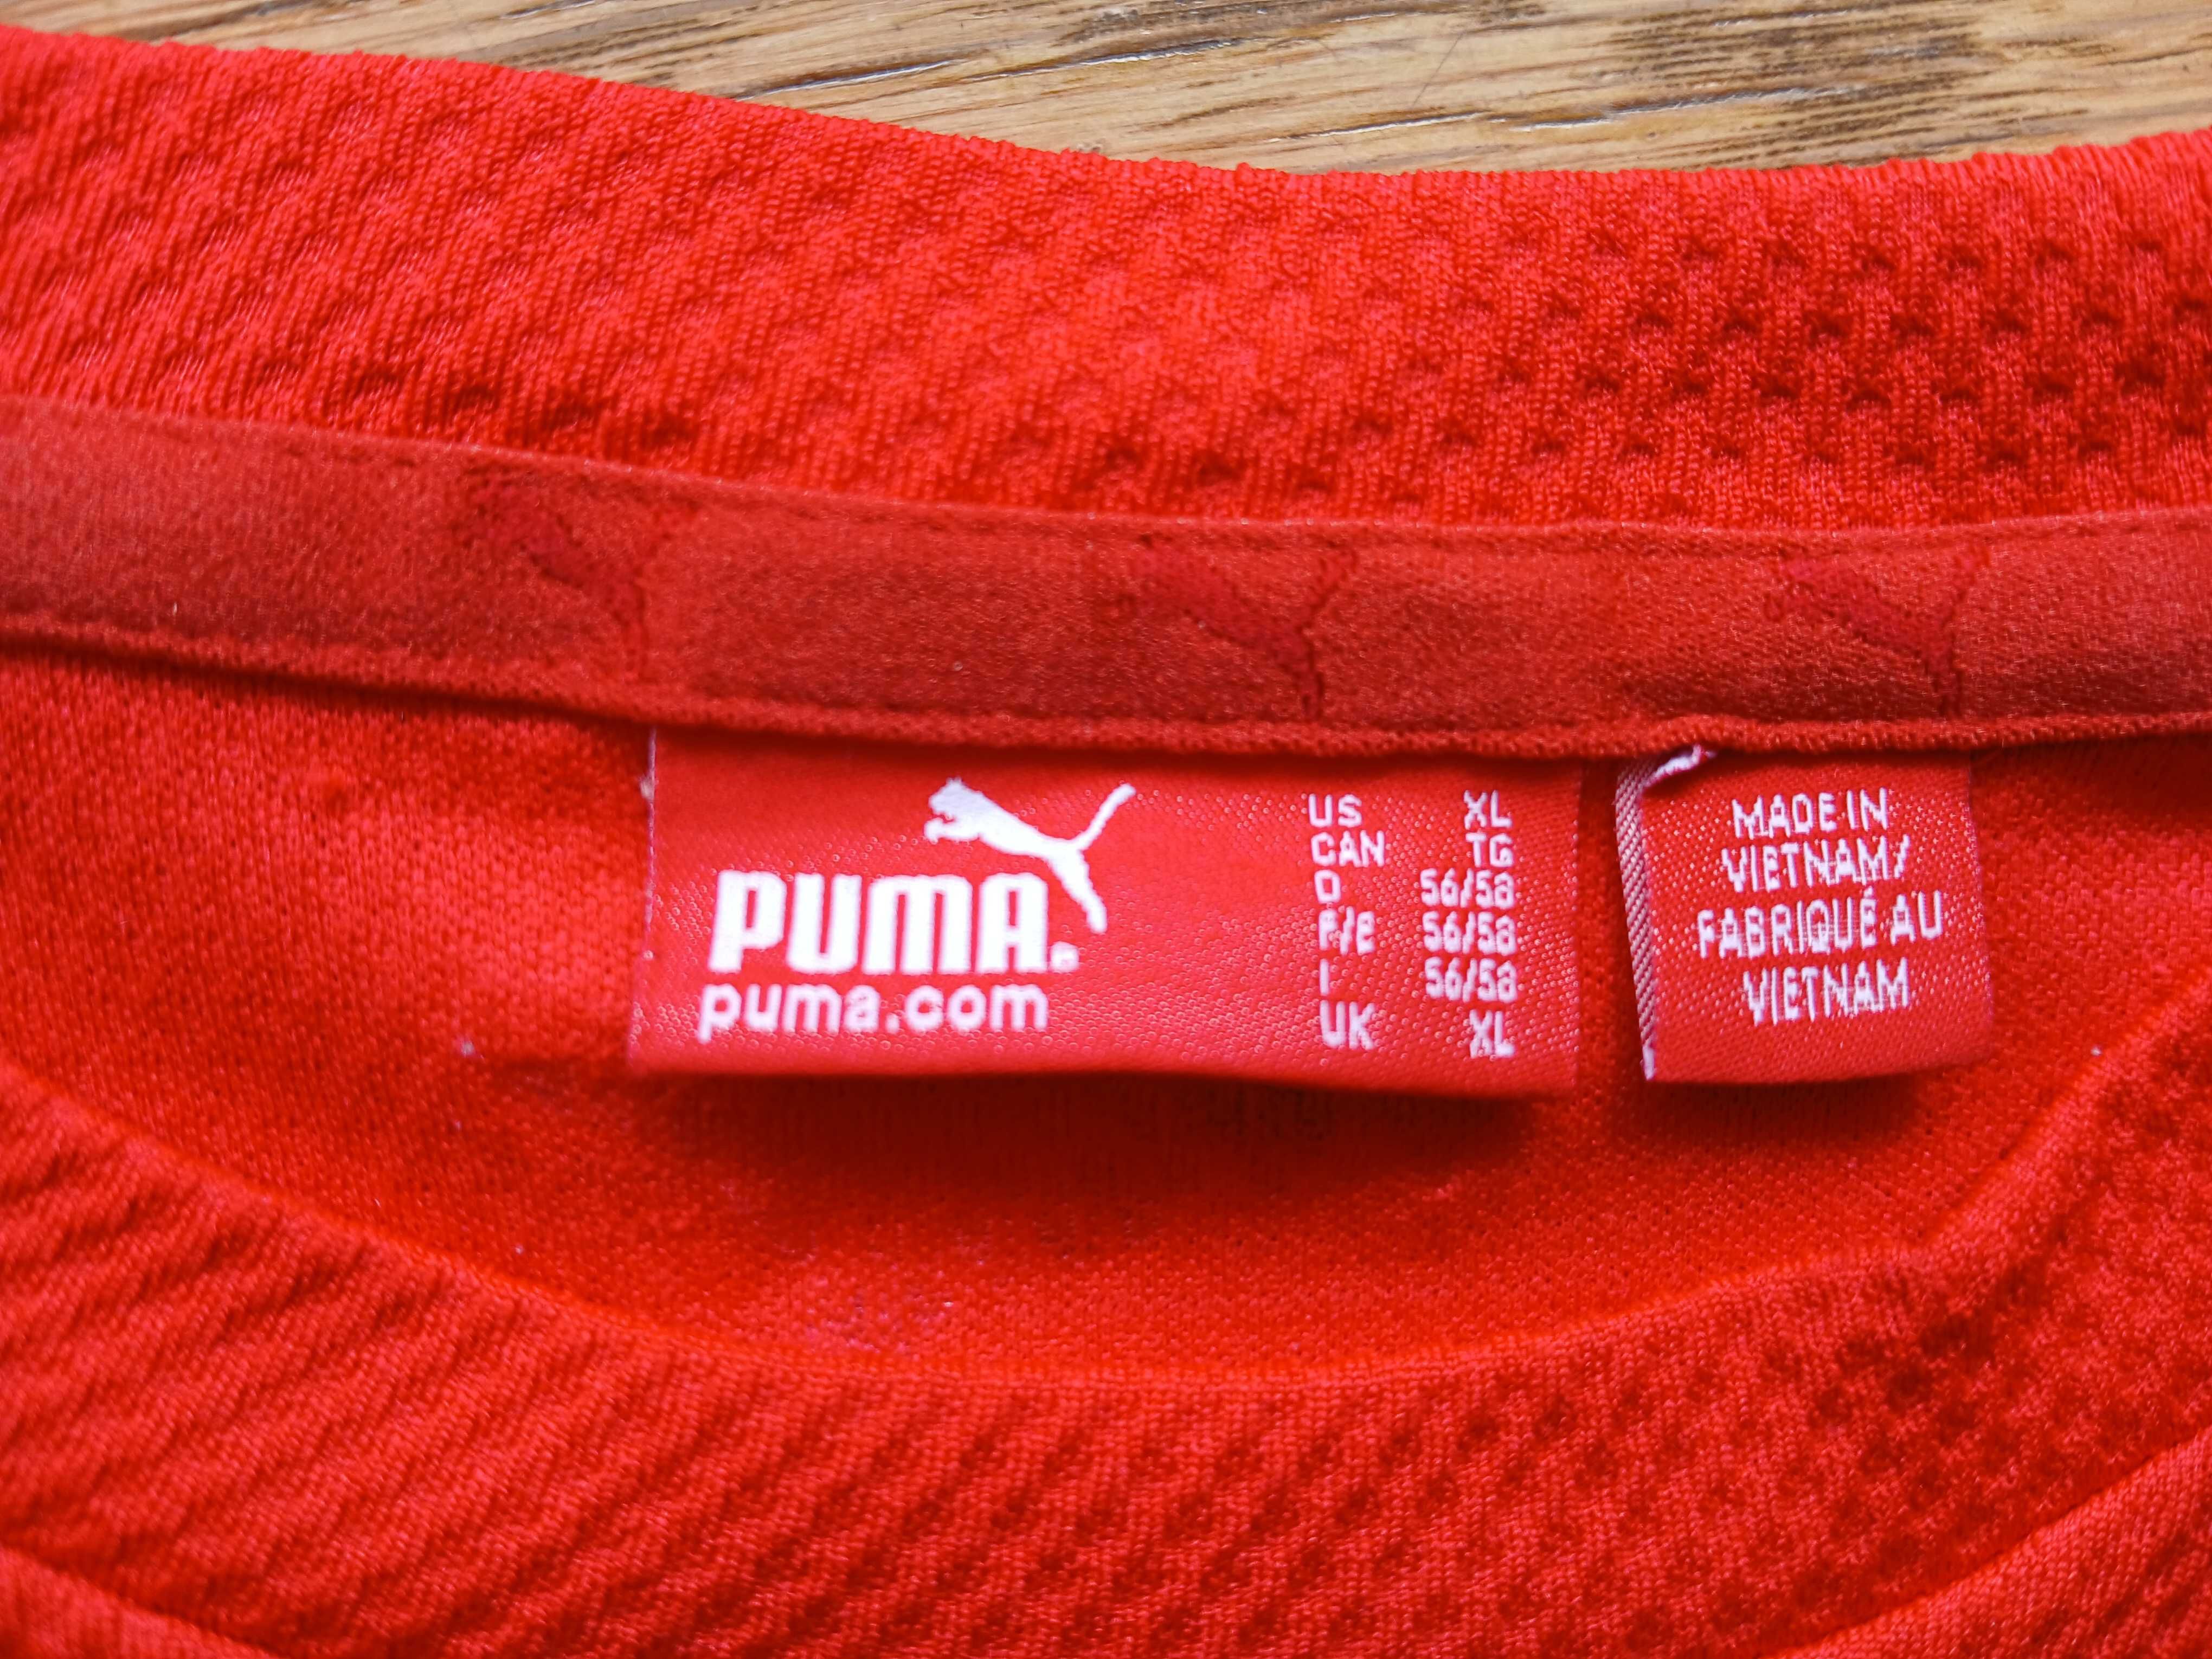 PUMA
puma.com
US XL
CAN TG
D 56/58
F/E 56/58
I 56/58
UK XL
MADE IN
VIETNAM/
FABRIQUÉ AU
VIETNAM